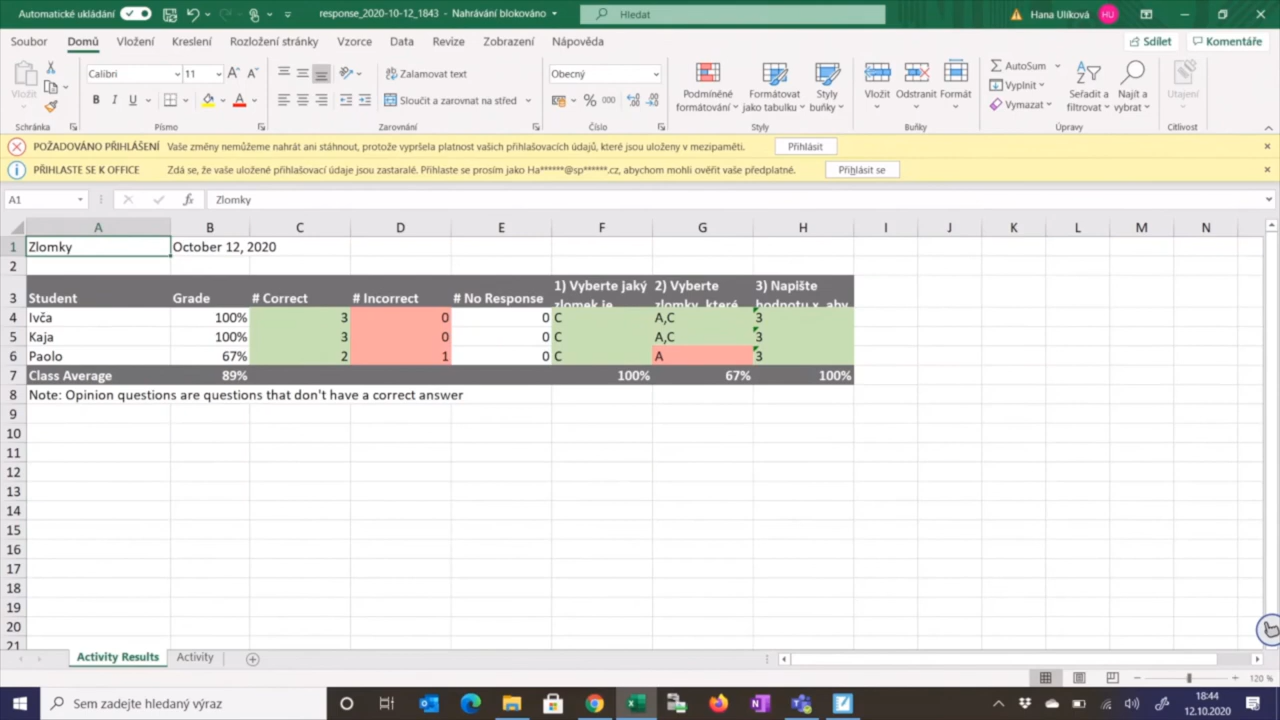 Automatické ukládání
response_2020-10-12_1843 - Nahrávání blokováno
Hledat
Hana Ulíková HU
Soubor Domů Vložení Kreslení Rozložení stránky Vzorce Data Revize Zobrazení Nápověda Sdílet Komentáře
Calibri 11 Zalamovat text Obecný AutoSum
Vložit Podmíněné formátování Formátovat jako tabulku Styly buňky Vložit Odstranit Formát Vyplnit Seřadit a filtrovat Najít a vybrat Utajení
B I U A Sloučit a zarovnat na střed % 000 Vymazat
Schránka Písmo Zarovnání Číslo Styly Buňky Úpravy Citlivost
POŽADOVÁNO PŘIHLÁŠENÍ Vaše změny nemůžeme nahrát ani stáhnout, protože vypršela platnost vašich přihlašovacích údajů, které jsou uloženy v mezipaměti. Přihlásit
PŘIHLASTE SE K OFFICE Zdá se, že vaše uložené přihlašovací údaje jsou zastaralé. Přihlaste se prosím jako Ha******@sp******.cz, abychom mohli ověřit vaše předplatné. Přihlásit se
A1 fx Zlomky
A B C D E F G H I J K L M N
1 Zlomky October 12, 2020
2
3 Student Grade # Correct # Incorrect # No Response 1) Vyberte jaký zlomek je 2) Vyberte zlomky, které 3) Napište hodnotu x, aby
4 Ivča 100% 3 0 0 C A,C 3
5 Kaja 100% 3 0 0 C A,C 3
6 Paolo 67% 2 1 0 C A 3
7 Class Average 89% 100% 67% 100%
8 Note: Opinion questions are questions that don't have a correct answer
9
10
11
12
13
14
15
16
17
18
19
20
21
Activity Results Activity
120 %
Sem zadejte hledaný výraz
18:44
12.10.2020